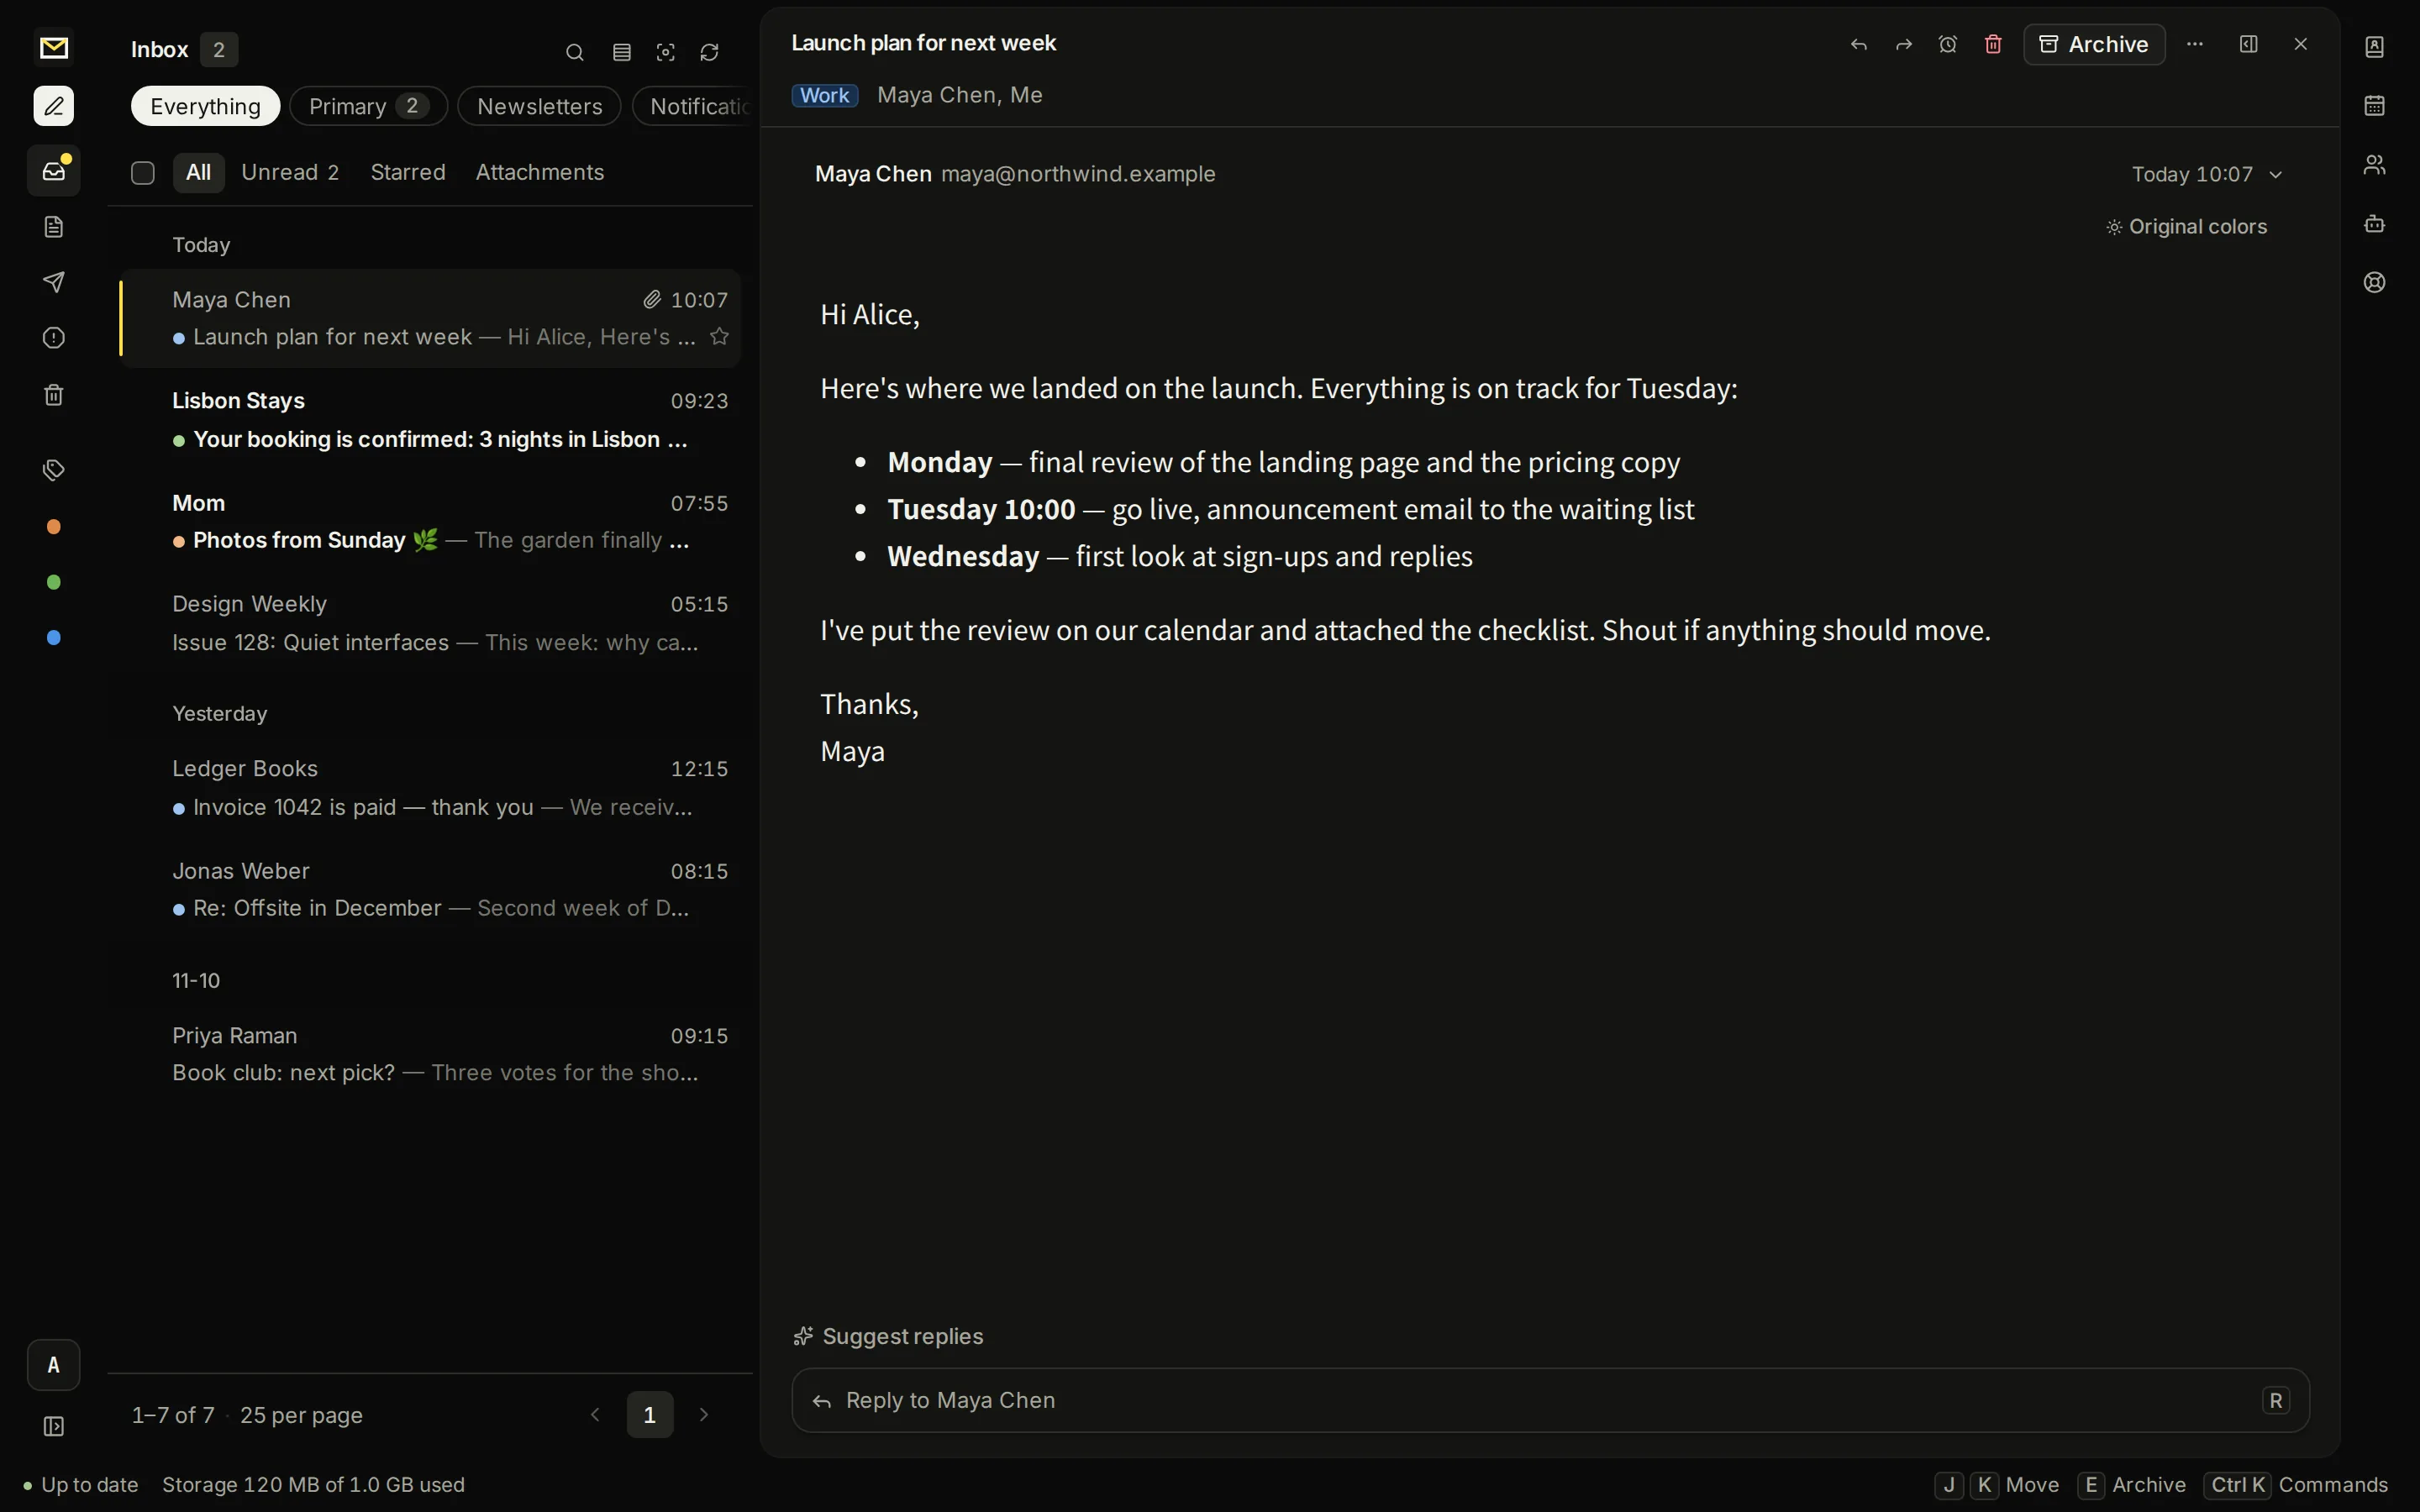 Inbox 2
Everything Primary 2 Newsletters Notificatio
All Unread 2 Starred Attachments
Today
Maya Chen 10:07
Launch plan for next week — Hi Alice, Here's ...
Lisbon Stays 09:23
Your booking is confirmed: 3 nights in Lisbon ...
Mom 07:55
Photos from Sunday 🌿 — The garden finally ...
Design Weekly 05:15
Issue 128: Quiet interfaces — This week: why ca...
Yesterday
Ledger Books 12:15
Invoice 1042 is paid — thank you — We receiv...
Jonas Weber 08:15
Re: Offsite in December — Second week of D...
11-10
Priya Raman 09:15
Book club: next pick? — Three votes for the sho...
A
1–7 of 7 · 25 per page 1
Launch plan for next week Archive
Work Maya Chen, Me
Maya Chen maya@northwind.example Today 10:07
Original colors
Hi Alice,
Here's where we landed on the launch. Everything is on track for Tuesday:
• Monday — final review of the landing page and the pricing copy
• Tuesday 10:00 — go live, announcement email to the waiting list
• Wednesday — first look at sign-ups and replies
I've put the review on our calendar and attached the checklist. Shout if anything should move.
Thanks,
Maya
Suggest replies
Reply to Maya Chen R
Up to date Storage 120 MB of 1.0 GB used J K Move E Archive Ctrl K Commands